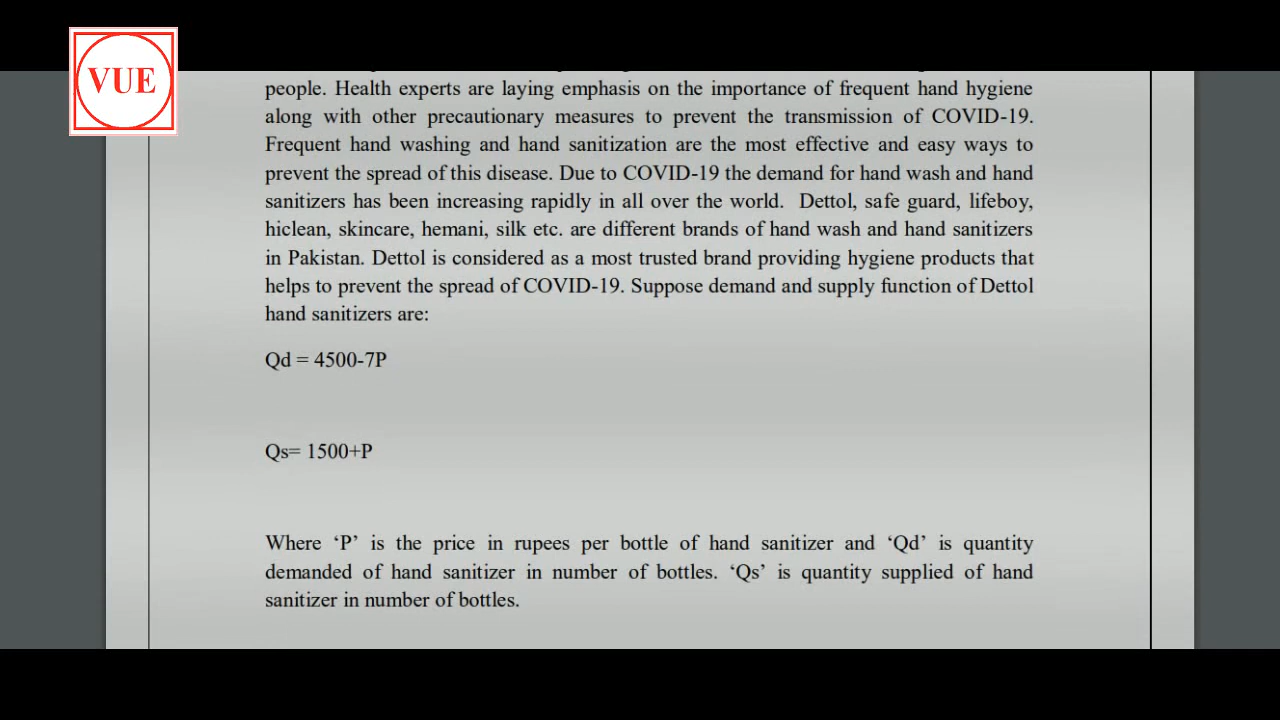 VUE
people. Health experts are laying emphasis on the importance of frequent hand hygiene
along with other precautionary measures to prevent the transmission of COVID-19.
Frequent hand washing and hand sanitization are the most effective and easy ways to
prevent the spread of this disease. Due to COVID-19 the demand for hand wash and hand
sanitizers has been increasing rapidly in all over the world. Dettol, safe guard, lifeboy,
hiclean, skincare, hemani, silk etc. are different brands of hand wash and hand sanitizers
in Pakistan. Dettol is considered as a most trusted brand providing hygiene products that
helps to prevent the spread of COVID-19. Suppose demand and supply function of Dettol
hand sanitizers are:
Qd = 4500-7P
Qs= 1500+P
Where ‘P’ is the price in rupees per bottle of hand sanitizer and ‘Qd’ is quantity
demanded of hand sanitizer in number of bottles. ‘Qs’ is quantity supplied of hand
sanitizer in number of bottles.